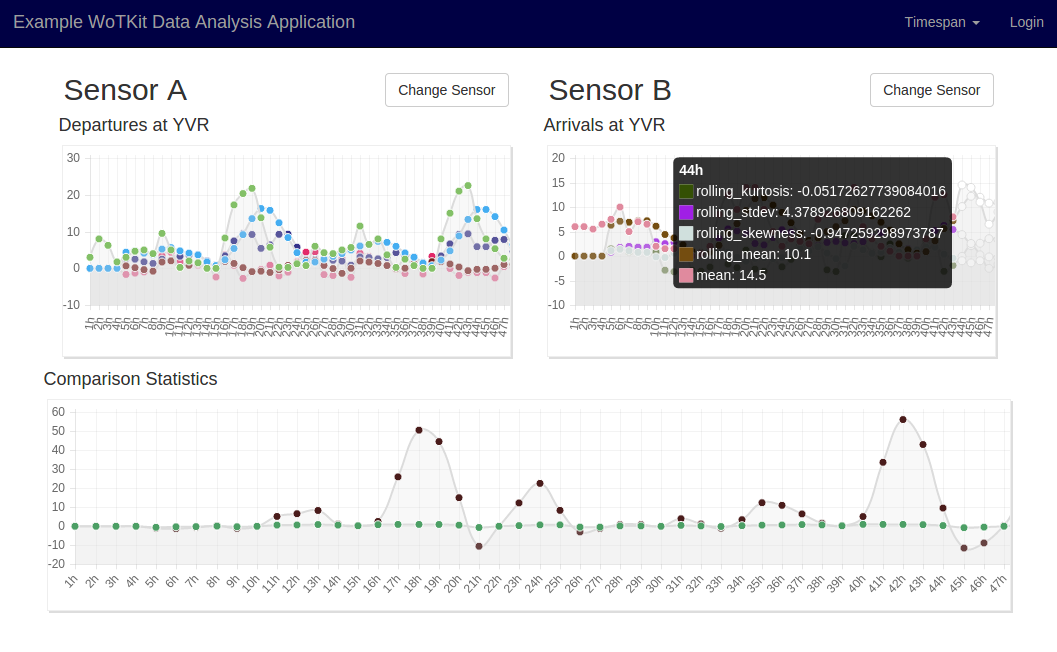 Example WoTKit Data Analysis Application
Timespan
Login
Sensor A
Change Sensor
Departures at YVR
30
20
10
0
-10
1h 2h 3h 4h 5h 6h 7h 8h 9h 10h 11h 12h 13h 14h 15h 16h 17h 18h 19h 20h 21h 22h 23h 24h 25h 26h 27h 28h 29h 30h 31h 32h 33h 34h 35h 36h 37h 38h 39h 40h 41h 42h 43h 44h 45h 46h 47h
Sensor B
Change Sensor
Arrivals at YVR
20
15
10
5
0
-5
-10
44h
rolling_kurtosis: -0.05172627739084016
rolling_stdev: 4.378926809162262
rolling_skewness: -0.947259298973787
rolling_mean: 10.1
mean: 14.5
1h 2h 3h 4h 5h 6h 7h 8h 9h 10h 11h 12h 13h 14h 15h 16h 17h 18h 19h 20h 21h 22h 23h 24h 25h 26h 27h 28h 29h 30h 31h 32h 33h 34h 35h 36h 37h 38h 39h 40h 41h 42h 43h 44h 45h 46h 47h
Comparison Statistics
60
50
40
30
20
10
0
-10
-20
1h 2h 3h 4h 5h 6h 7h 8h 9h 10h 11h 12h 13h 14h 15h 16h 17h 18h 19h 20h 21h 22h 23h 24h 25h 26h 27h 28h 29h 30h 31h 32h 33h 34h 35h 36h 37h 38h 39h 40h 41h 42h 43h 44h 45h 46h 47h